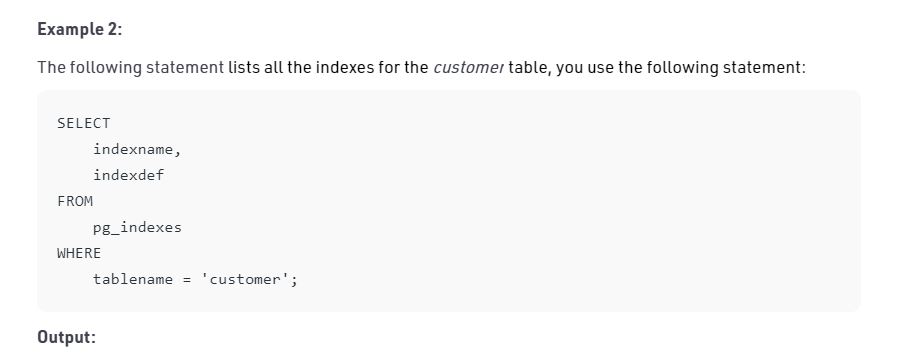 Example 2:
The following statement lists all the indexes for the customer table, you use the following statement:
SELECT
    indexname,
    indexdef
FROM
    pg_indexes
WHERE
    tablename = 'customer';
Output: